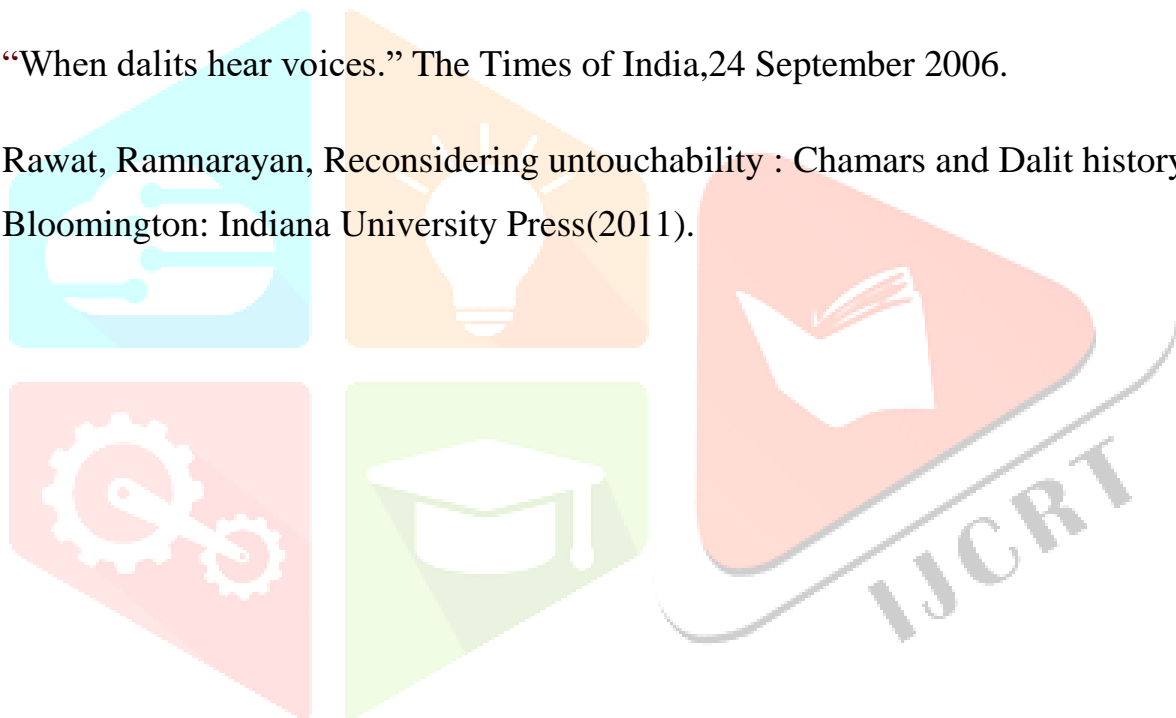 “When dalits hear voices.” The Times of India,24 September 2006.
Rawat, Ramnarayan, Reconsidering untouchability : Chamars and Dalit history
Bloomington: Indiana University Press(2011).
IJCRT